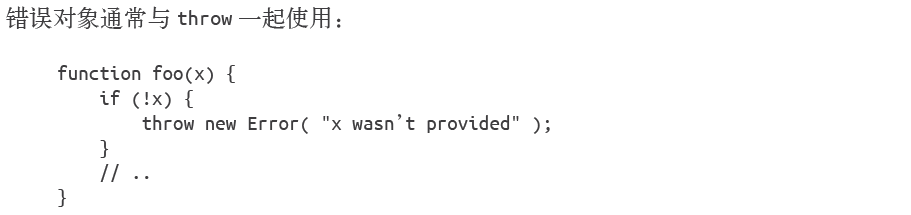 错误对象通常与 throw 一起使用：
function foo(x) {
    if (!x) {
        throw new Error( "x wasn’t provided" );
    }
    // ..
}